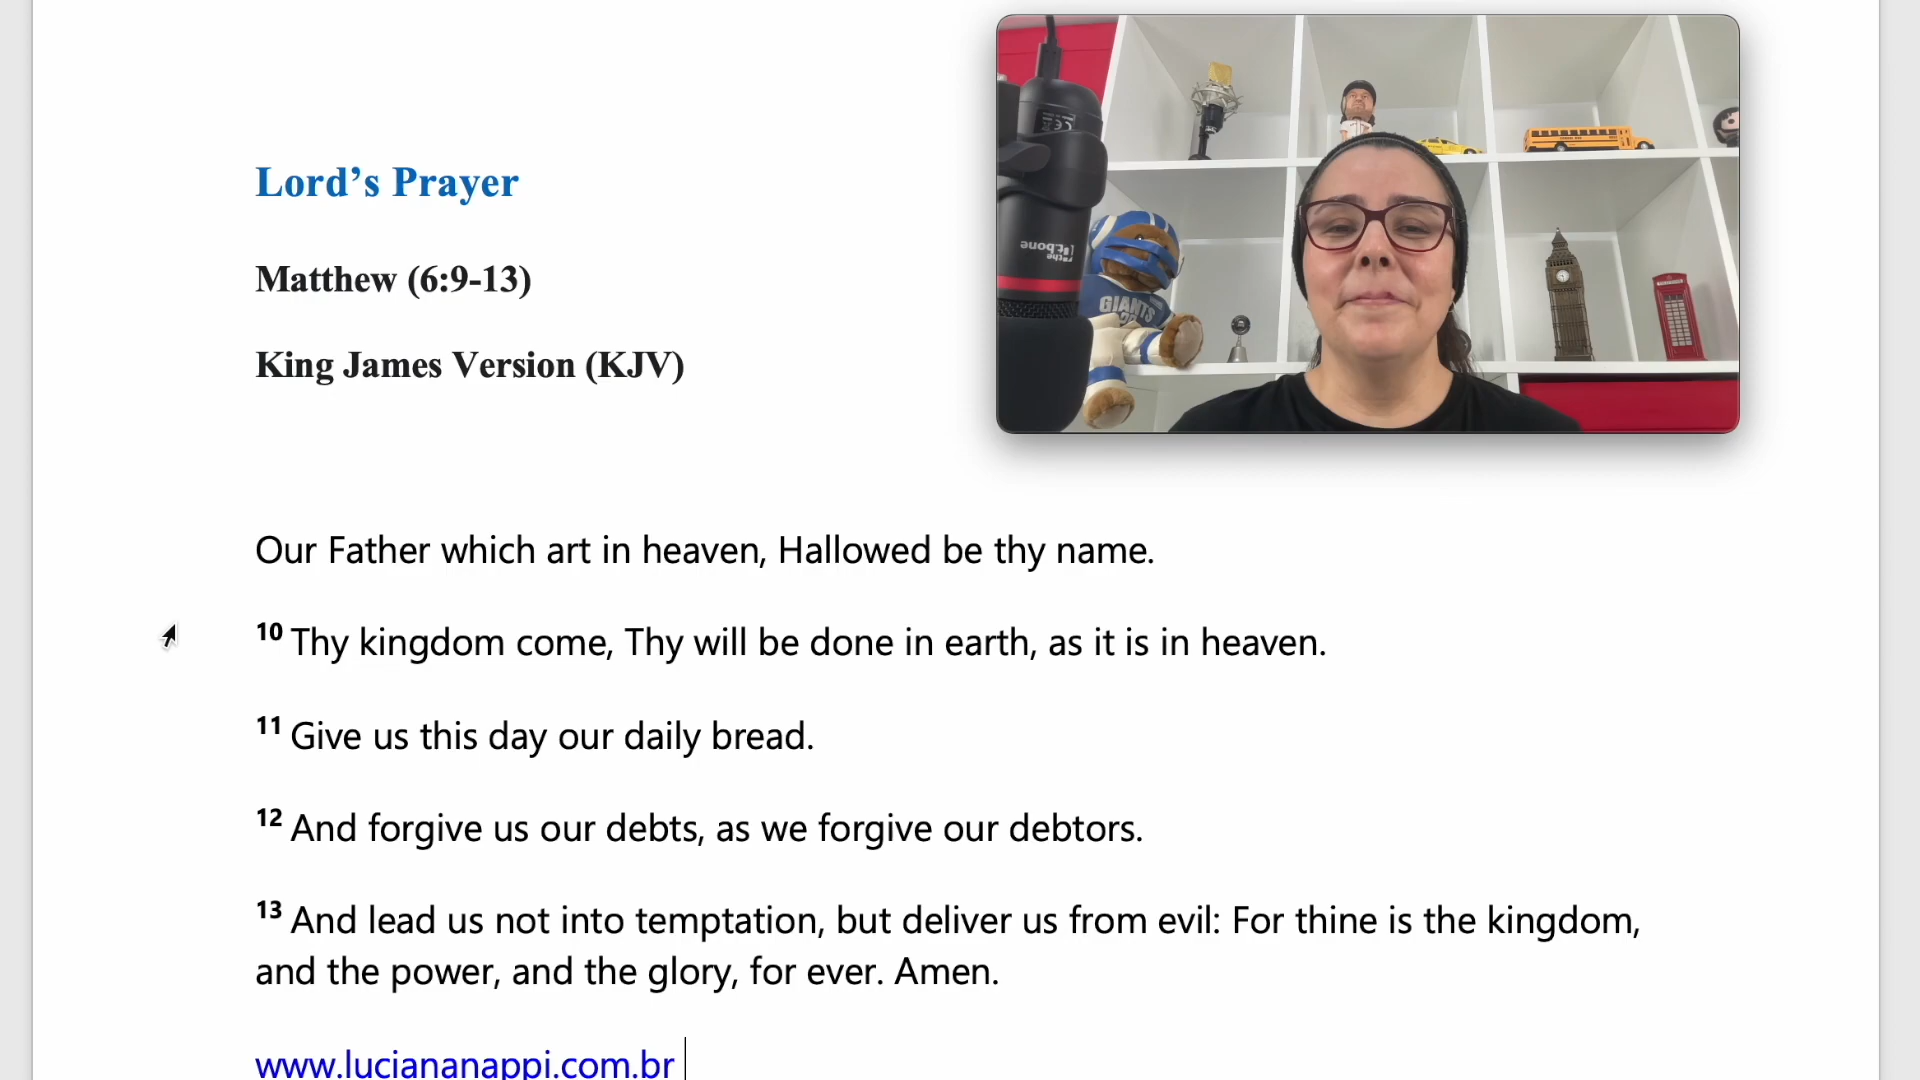 Lord’s Prayer
Matthew (6:9-13)
King James Version (KJV)
the t.bone
GIANTS
Our Father which art in heaven, Hallowed be thy name.
10 Thy kingdom come, Thy will be done in earth, as it is in heaven.
11 Give us this day our daily bread.
12 And forgive us our debts, as we forgive our debtors.
13 And lead us not into temptation, but deliver us from evil: For thine is the kingdom,
and the power, and the glory, for ever. Amen.
www.luciananappi.com.br